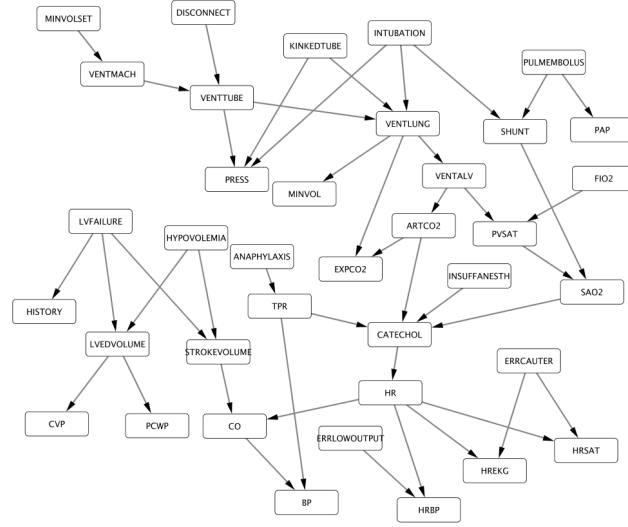 DISCONNECT
MINVOLSET
INTUBATION
KINKEDTUBE
PULMEMBOLUS
VENTMACH
VENTTUBE
VENTLUNG
SHUNT
PAP
PRESS
MINVOL
VENTALV
FIO2
LVFAILURE
HYPOVOLEMIA
ARTCO2
PVSAT
ANAPHYLAXIS
EXPCO2
INSUFFANESTH
SAO2
HISTORY
TPR
LVEDVOLUME
STROKEVOLUME
CATECHOL
ERRCAUTER
HR
CVP
PCWP
CO
ERRLOWOUTPUT
HRSAT
HREKG
BP
HRBP